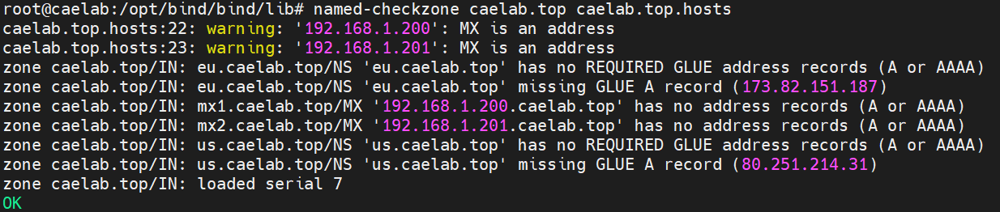 root@caelab:/opt/bind/bind/lib# named-checkzone caelab.top caelab.top.hosts
caelab.top.hosts:22: warning: '192.168.1.200': MX is an address
caelab.top.hosts:23: warning: '192.168.1.201': MX is an address
zone caelab.top/IN: eu.caelab.top/NS 'eu.caelab.top' has no REQUIRED GLUE address records (A or AAAA)
zone caelab.top/IN: eu.caelab.top/NS 'eu.caelab.top' missing GLUE A record (173.82.151.187)
zone caelab.top/IN: mx1.caelab.top/MX '192.168.1.200.caelab.top' has no address records (A or AAAA)
zone caelab.top/IN: mx2.caelab.top/MX '192.168.1.201.caelab.top' has no address records (A or AAAA)
zone caelab.top/IN: us.caelab.top/NS 'us.caelab.top' has no REQUIRED GLUE address records (A or AAAA)
zone caelab.top/IN: us.caelab.top/NS 'us.caelab.top' missing GLUE A record (80.251.214.31)
zone caelab.top/IN: loaded serial 7
OK